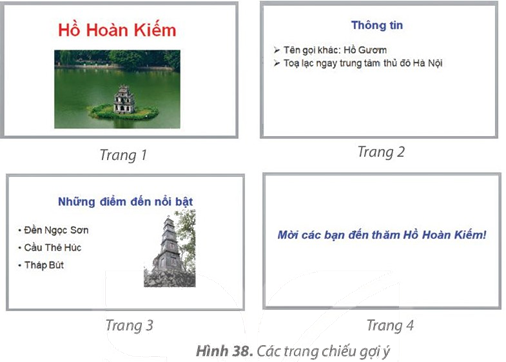 Hồ Hoàn Kiếm
Trang 1
Thông tin
➢ Tên gọi khác: Hồ Gươm
➢ Toạ lạc ngay trung tâm thủ đô Hà Nội
Trang 2
Những điểm đến nổi bật
• Đền Ngọc Sơn
• Cầu Thê Húc
• Tháp Bút
Trang 3
Mời các bạn đến thăm Hồ Hoàn Kiếm!
Trang 4
Hình 38. Các trang chiếu gợi ý